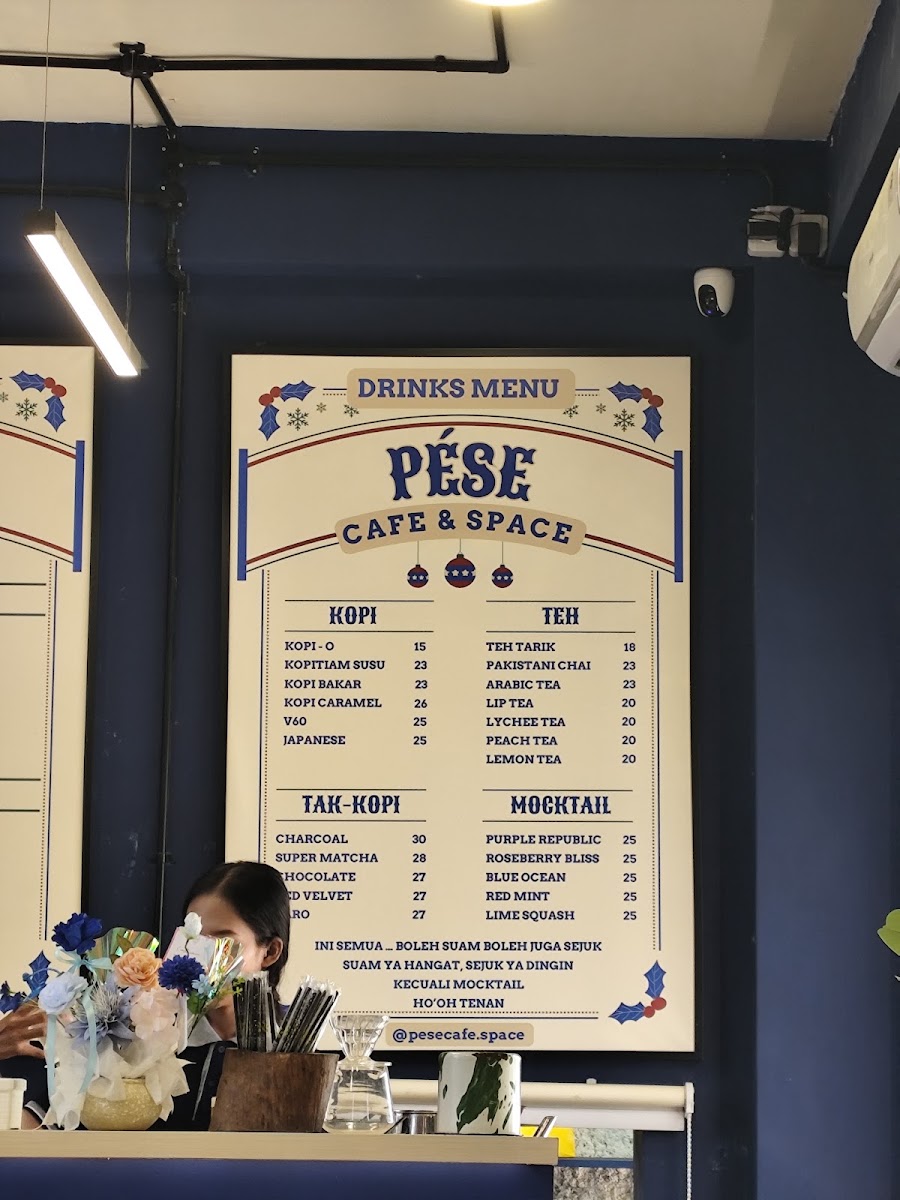 DRINKS MENU
PÉSE
CAFE & SPACE
KOPI
KOPI - O 15
KOPITIAM SUSU 23
KOPI BAKAR 23
KOPI CARAMEL 26
V60 25
JAPANESE 25
TEH
TEH TARIK 18
PAKISTANI CHAI 23
ARABIC TEA 23
LIP TEA 20
LYCHEE TEA 20
PEACH TEA 20
LEMON TEA 20
TAK-KOPI
CHARCOAL 30
SUPER MATCHA 28
CHOCOLATE 27
RED VELVET 27
27
MOCKTAIL
PURPLE REPUBLIC 25
ROSEBERRY BLISS 25
BLUE OCEAN 25
RED MINT 25
LIME SQUASH 25
INI SEMUA ... BOLEH SUAM BOLEH JUGA SEJUK
SUAM YA HANGAT, SEJUK YA DINGIN
KECUALI MOCKTAIL
HO'OH TENAN
@pesecafe.space